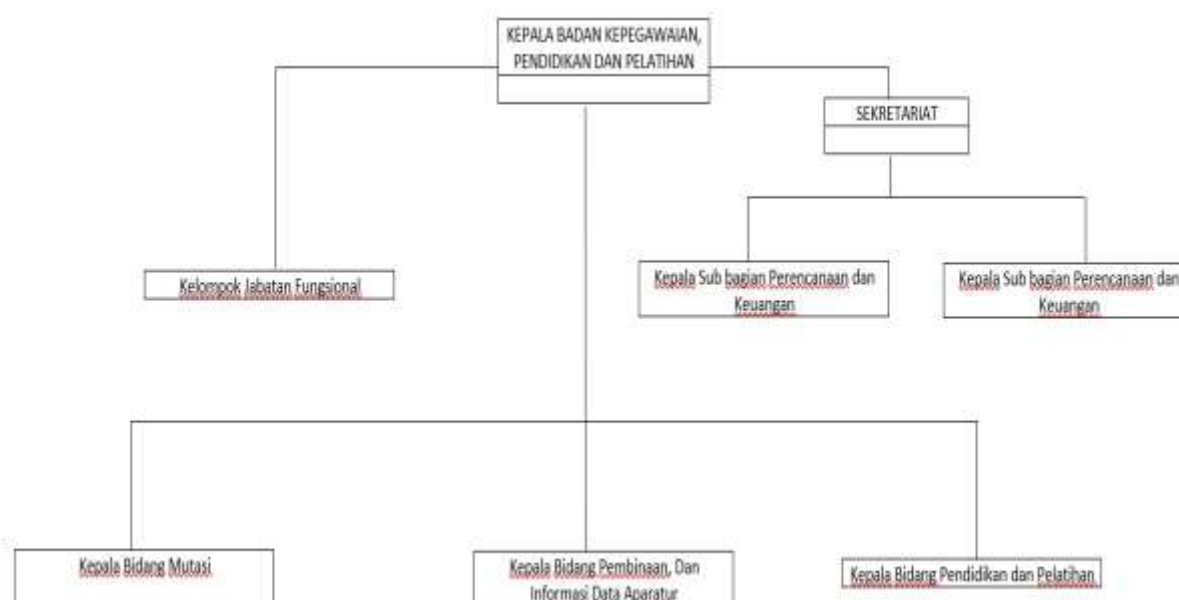 KEPALA BADAN KEPEGAWAIAN,
PENDIDIKAN DAN PELATIHAN
SEKRETARIAT
Kelompok Jabatan Fungsional
Kepala Sub bagian Perencanaan dan
Keuangan
Kepala Sub bagian Perencanaan dan
Keuangan
Kepala Bidang Mutasi
Kepala Bidang Pembinaan, Dan
Informasi Data Aparatur
Kepala Bidang Pendidikan dan Pelatihan